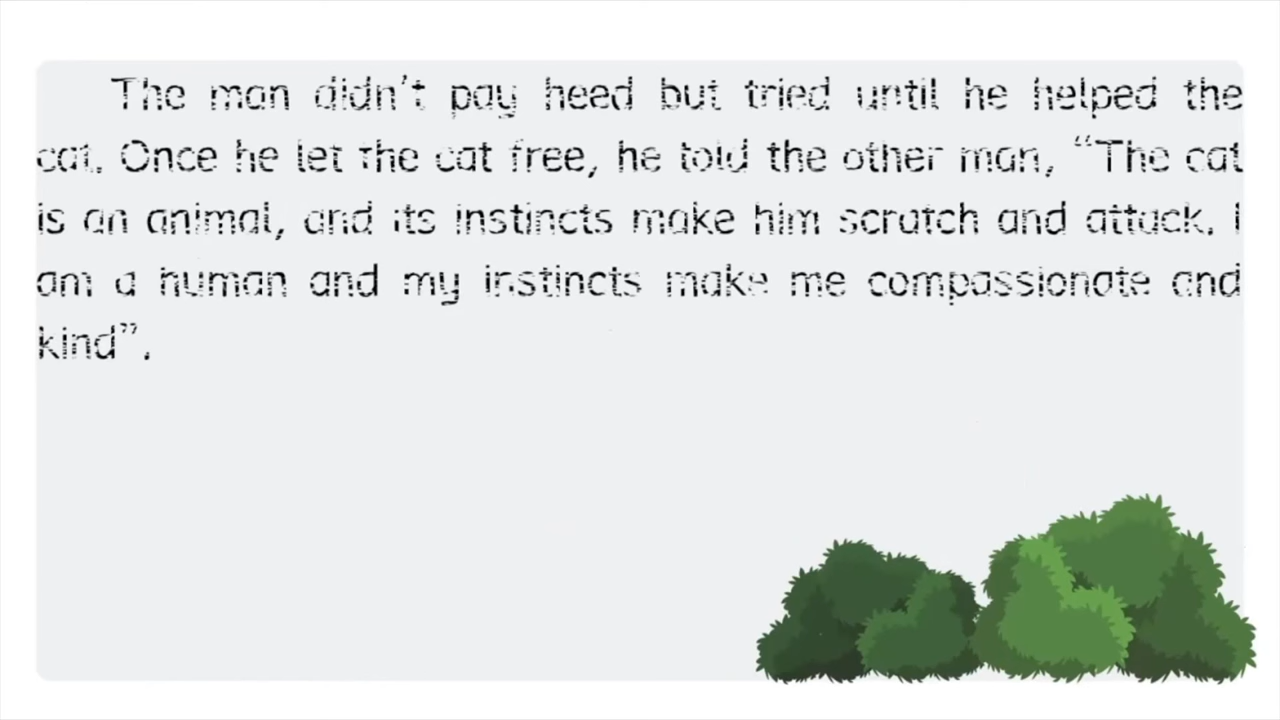 The man didn't pay heed but tried until he helped the
cat. Once he let the cat free, he told the other man, “The cat
is an animal, and its instincts make him scratch and attack. I
am a human and my instincts make me compassionate and
kind”.